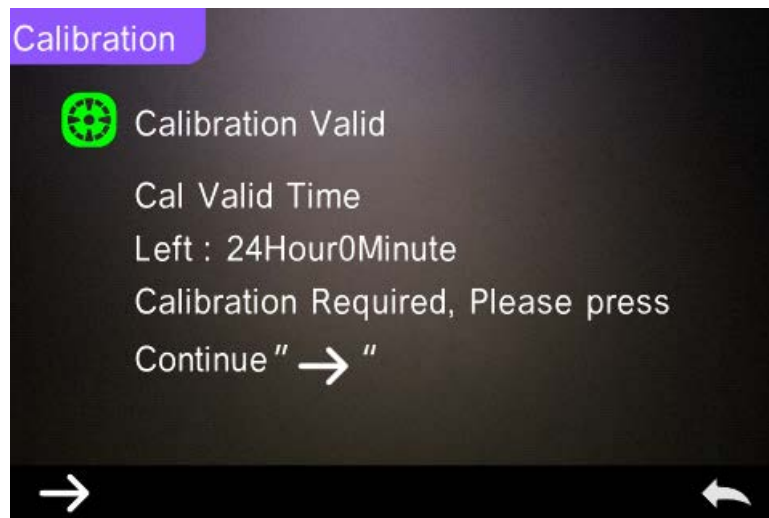 Calibration
Calibration Valid
Cal Valid Time
Left : 24Hour0Minute
Calibration Required, Please press
Continue " → "